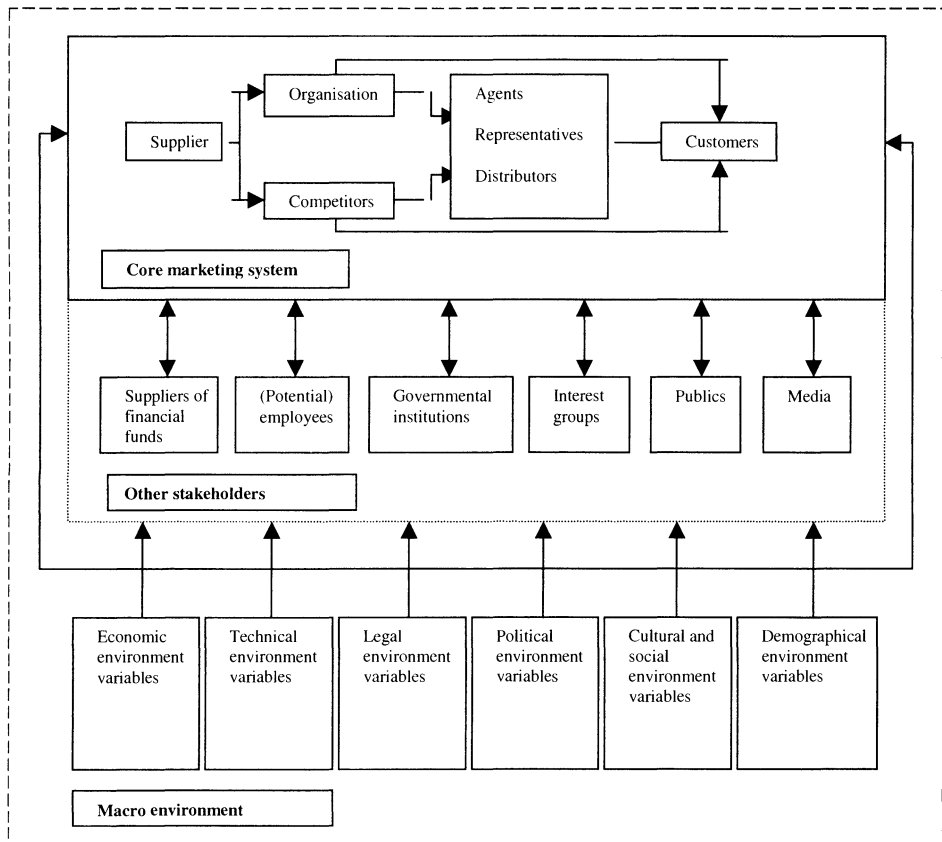 Organisation
Agents
Supplier
Representatives
Customers
Distributors
Competitors
Core marketing system
Suppliers of
financial
funds
(Potential)
employees
Governmental
institutions
Interest
groups
Publics
Media
Other stakeholders
Economic
environment
variables
Technical
environment
variables
Legal
environment
variables
Political
environment
variables
Cultural and
social
environment
variables
Demographical
environment
variables
Macro environment